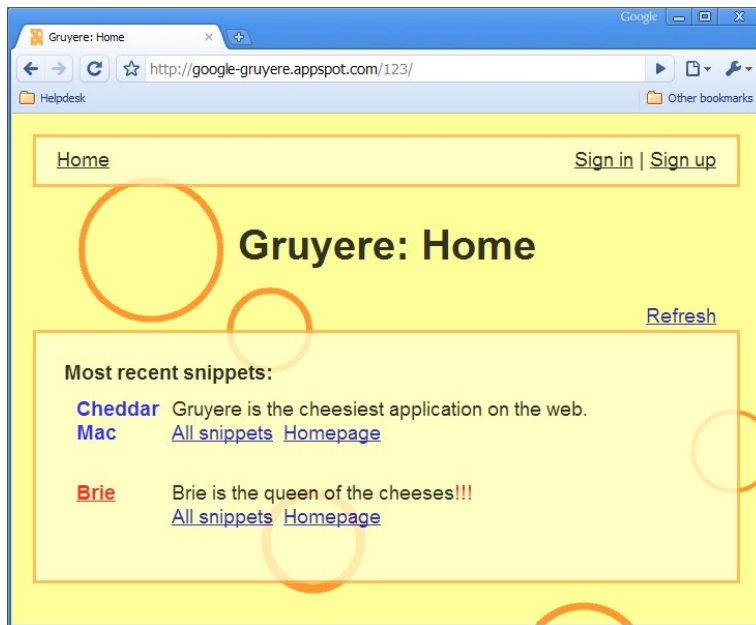 Google
Gruyere: Home
http://google-gruyere.appspot.com/123/
Helpdesk Other bookmarks
Home Sign in | Sign up
Gruyere: Home
Refresh
Most recent snippets:
Cheddar Gruyere is the cheesiest application on the web.
Mac All snippets Homepage
Brie Brie is the queen of the cheeses!!!
All snippets Homepage